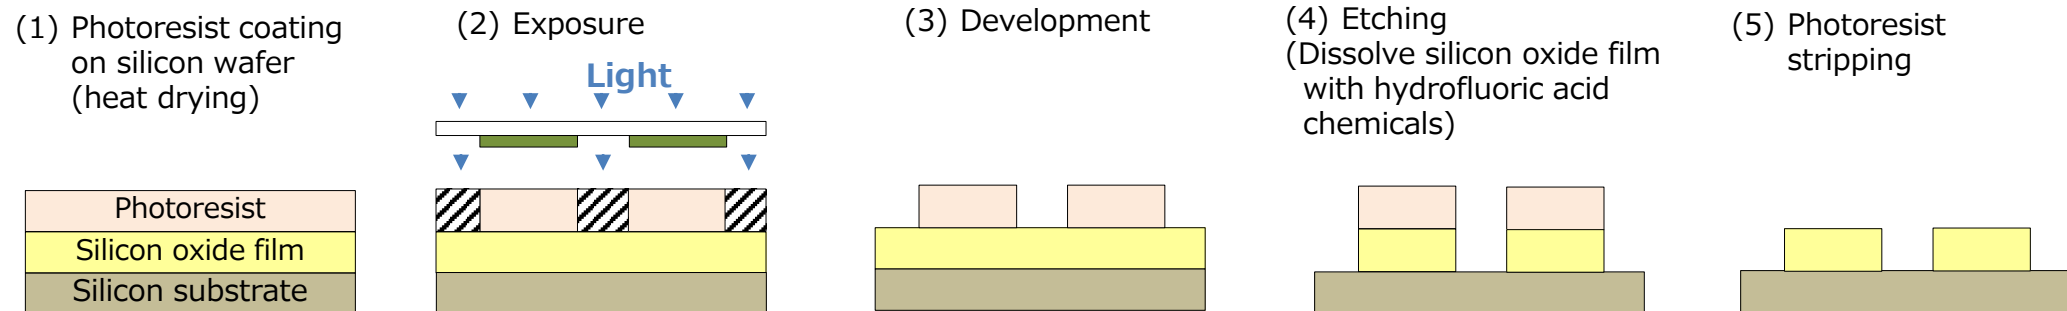 (1) Photoresist coating
on silicon wafer
(heat drying)
Photoresist
Silicon oxide film
Silicon substrate
(2) Exposure
Light
(3) Development
(4) Etching
(Dissolve silicon oxide film
with hydrofluoric acid
chemicals)
(5) Photoresist
stripping